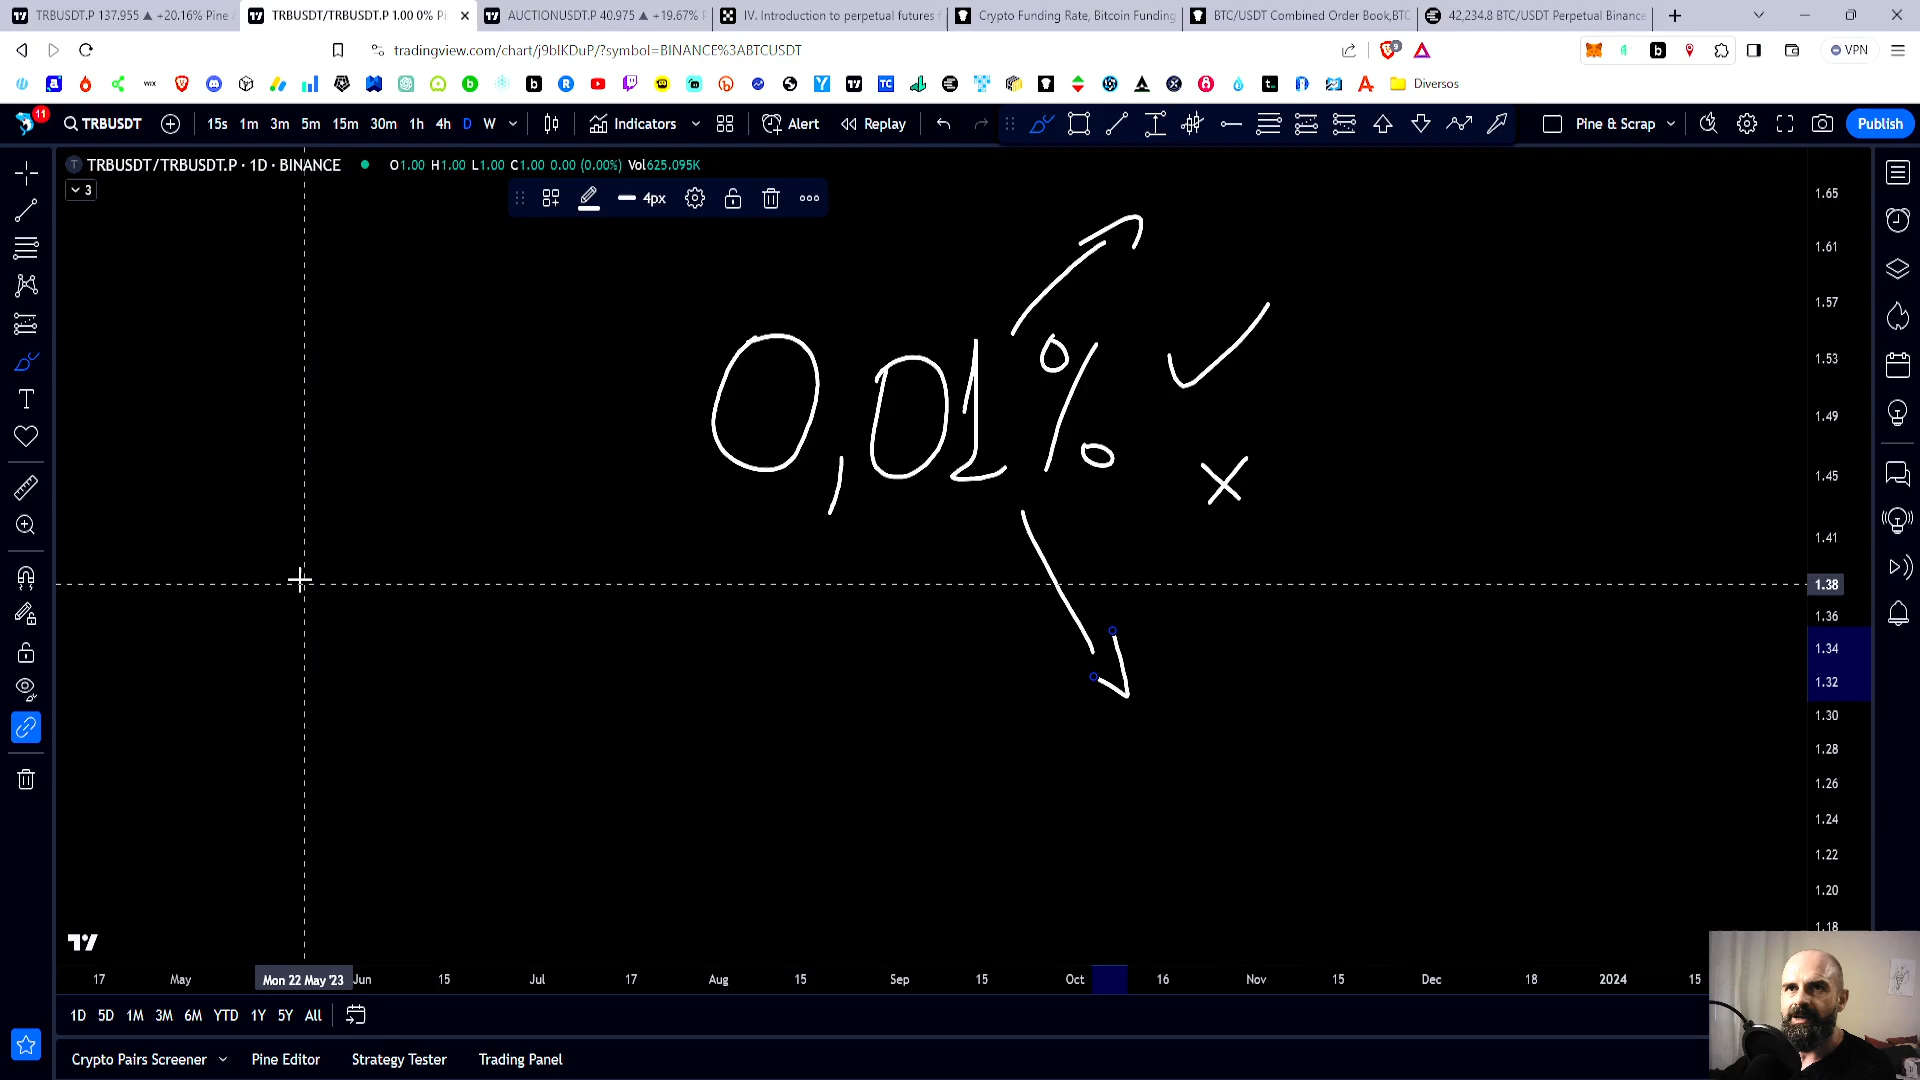 TRBUSDT.P 137.955 ▲ +20.16% Pine &
TRBUSDT/TRBUSDT.P 1.00 0% Pi
AUCTIONUSDT.P 40.975 ▲ +19.67% P
IV. Introduction to perpetual futures f
Crypto Funding Rate, Bitcoin Funding
BTC/USDT Combined Order Book,BTC
42,234.8 BTC/USDT Perpetual Binance
tradingview.com/chart/j9blKDuP/?symbol=BINANCE%3ABTCUSDT
9
VPN
Diversos
11
TRBUSDT
15s 1m 3m 5m 15m 30m 1h 4h D W
Indicators
Alert
Replay
Pine & Scrap
Publish
TRBUSDT/TRBUSDT.P · 1D · BINANCE
O1.00 H1.00 L1.00 C1.00 0.00 (0.00%) Vol625.095K
3
4px
0,01%
1.65
1.61
1.57
1.53
1.49
1.45
1.41
1.38
1.36
1.34
1.32
1.30
1.28
1.26
1.24
1.22
1.20
1.18
17 May Mon 22 May '23 Jun 15 Jul 17 Aug 15 Sep 15 Oct 16 Nov 15 Dec 18 2024 15
1D 5D 1M 3M 6M YTD 1Y 5Y All
Crypto Pairs Screener Pine Editor Strategy Tester Trading Panel